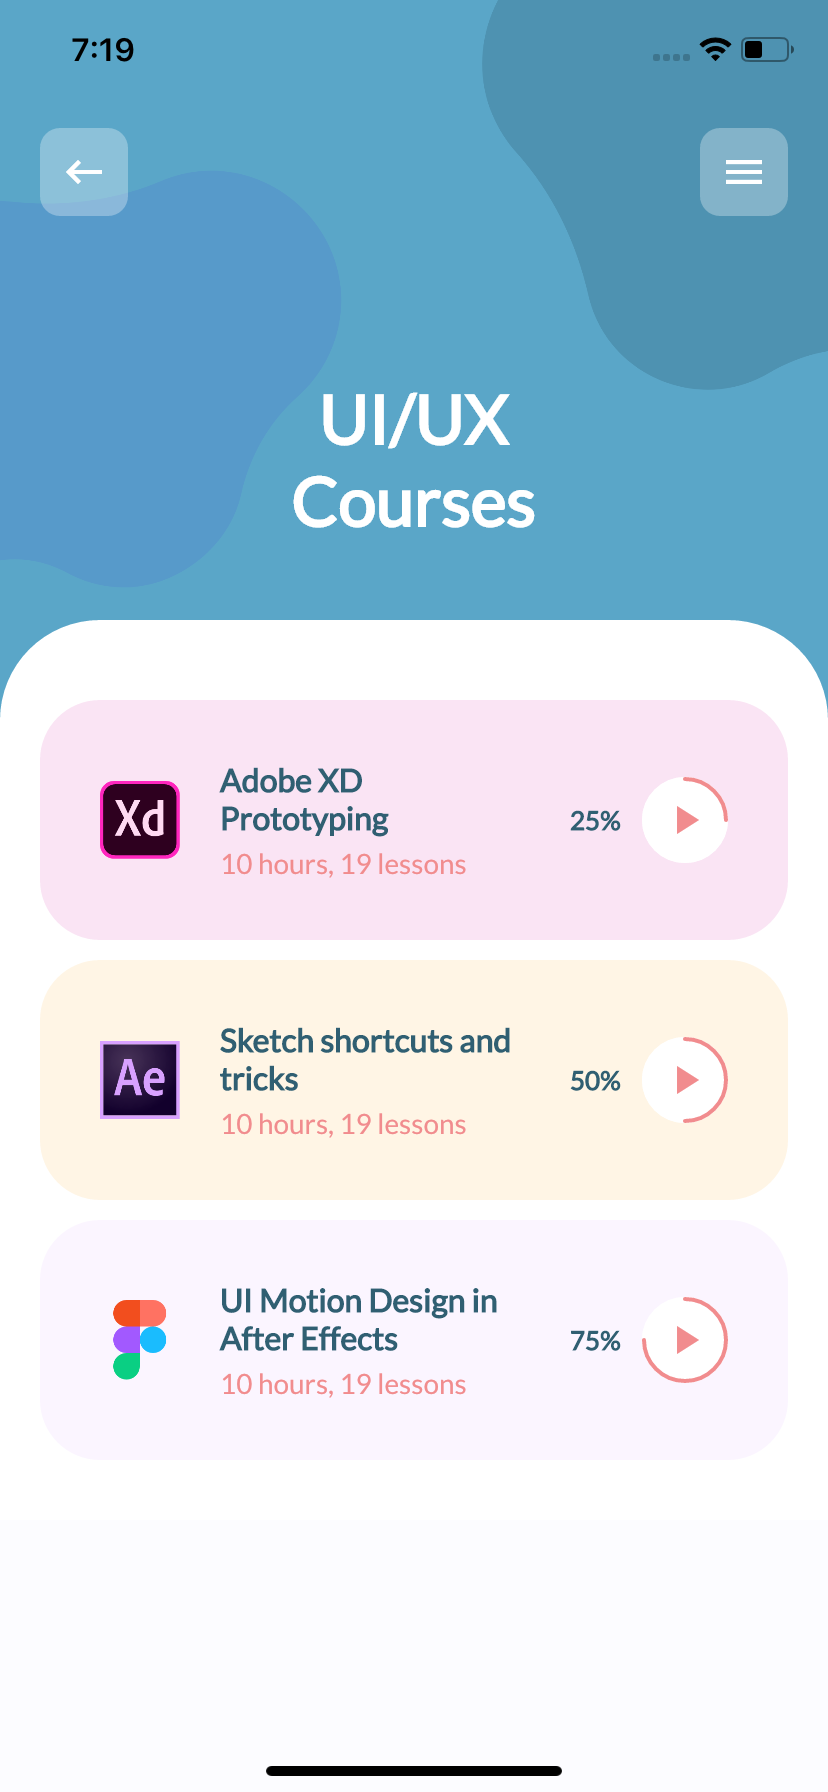 7:19
UI/UX
Courses
Xd
Adobe XD
Prototyping
10 hours, 19 lessons
25%
Ae
Sketch shortcuts and
tricks
10 hours, 19 lessons
50%
UI Motion Design in
After Effects
10 hours, 19 lessons
75%